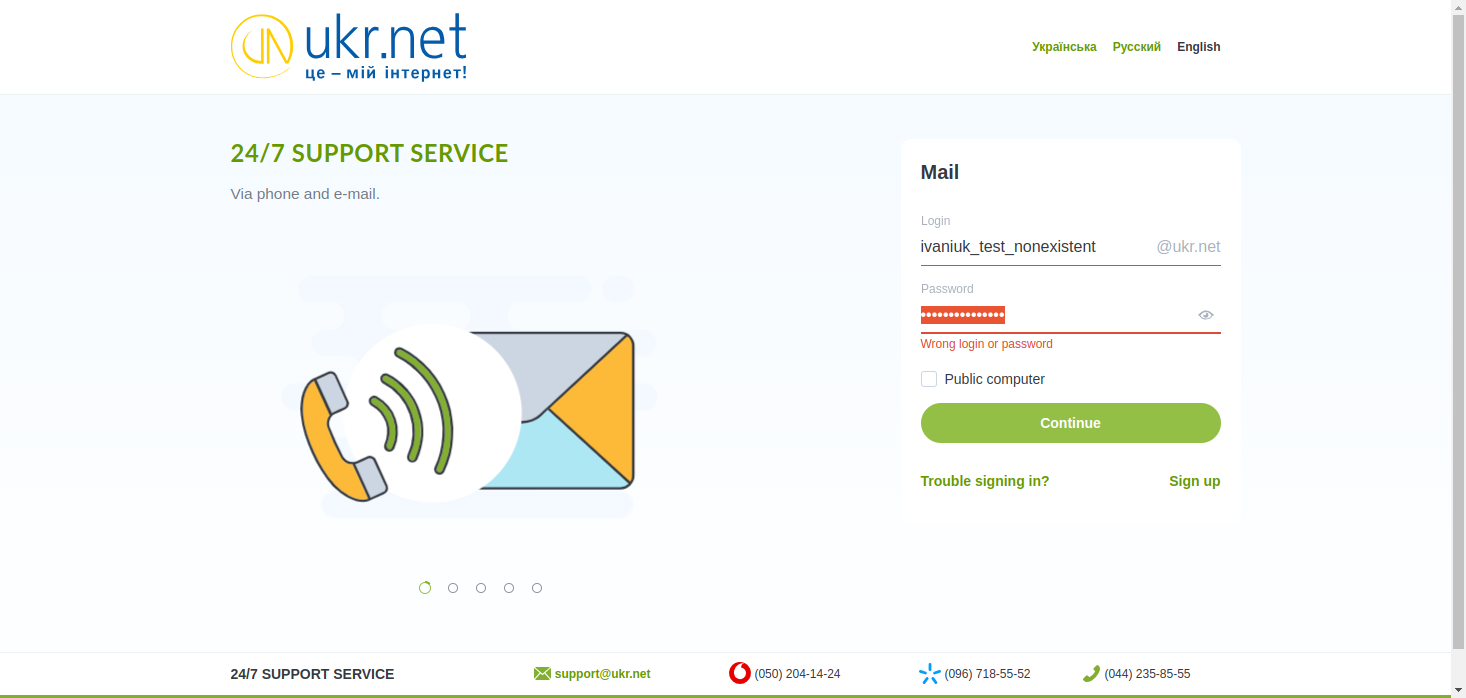 ukr.net
це – мій інтернет!
Українська Русский English
24/7 SUPPORT SERVICE
Via phone and e-mail.
Mail
Login
ivaniuk_test_nonexistent @ukr.net
Password
•••••••••••••••
Wrong login or password
Public computer
Continue
Trouble signing in? Sign up
24/7 SUPPORT SERVICE support@ukr.net (050) 204-14-24 (096) 718-55-52 (044) 235-85-55